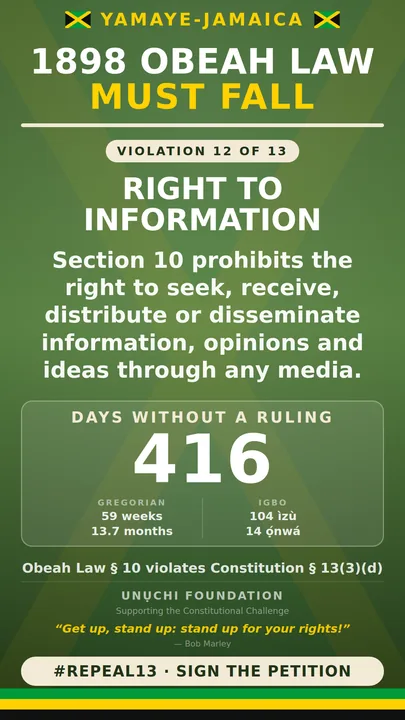 YAMAYE-JAMAICA
1898 OBEAH LAW
MUST FALL
VIOLATION 12 OF 13
RIGHT TO
INFORMATION
Section 10 prohibits the
right to seek, receive,
distribute or disseminate
information, opinions and
ideas through any media.
DAYS WITHOUT A RULING
416
GREGORIAN
59 weeks
13.7 months
IGBO
104 ìzù
14 ọ́nwá
Obeah Law § 10 violates Constitution § 13(3)(d)
UNỤCHI FOUNDATION
Supporting the Constitutional Challenge
“Get up, stand up: stand up for your rights!”
— Bob Marley
#REPEAL13 · SIGN THE PETITION